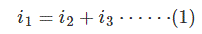 i₁ = i₂ + i₃ ⋯⋯(1)